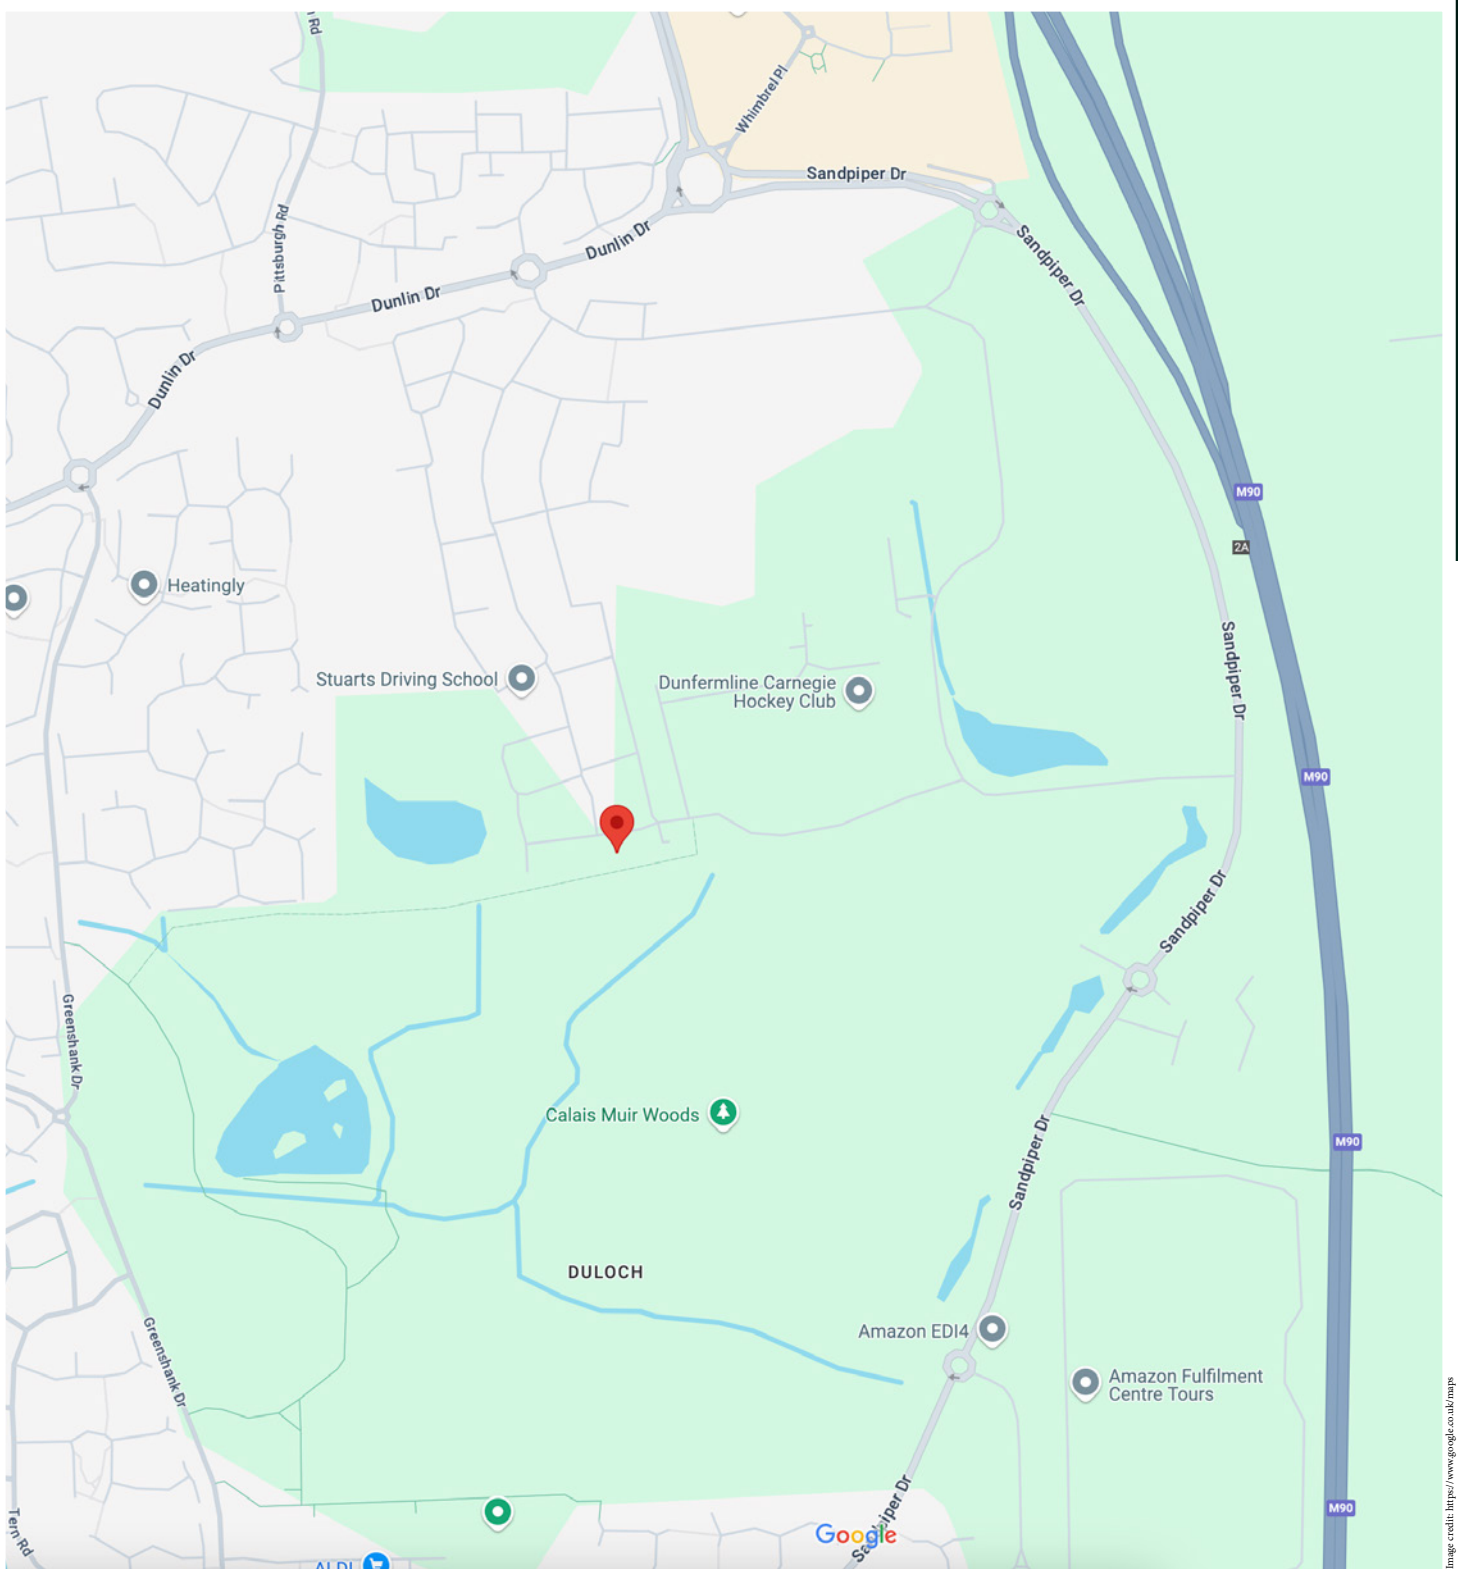 Rd
Whimbrel Pl
Sandpiper Dr
Pittsburgh Rd
Dunlin Dr
Sandpiper Dr
Dunlin Dr
Dunlin Dr
M90
2A
Heatingly
Sandpiper Dr
Stuarts Driving School
Dunfermline Carnegie
Hockey Club
M90
Sandpiper Dr
Greenshank Dr
Calais Muir Woods
M90
Sandpiper Dr
DULOCH
Amazon EDI4
Greenshank Dr
Amazon Fulfilment
Centre Tours
M90
Tern Rd
Sandpiper Dr
Google
ALDI
Image credit: https://www.google.co.uk/maps